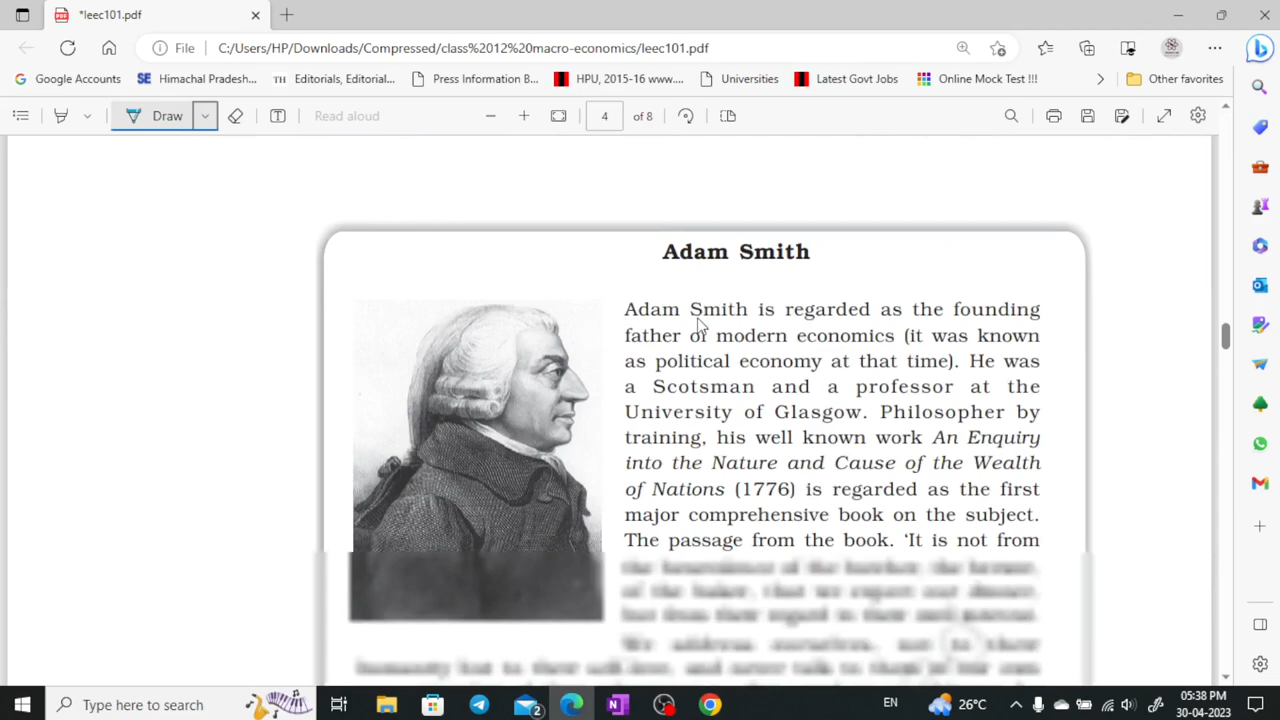 *leec101.pdf
File
C:/Users/HP/Downloads/Compressed/class%2012%20macro-economics/leec101.pdf
Google Accounts
SE Himachal Pradesh...
TH Editorials, Editorial...
Press Information B...
HPU, 2015-16 www....
Universities
Latest Govt Jobs
Online Mock Test !!!
Other favorites
Draw
Read aloud
4 of 8
Adam Smith
Adam Smith is regarded as the founding
father of modern economics (it was known
as political economy at that time). He was
a Scotsman and a professor at the
University of Glasgow. Philosopher by
training, his well known work An Enquiry
into the Nature and Cause of the Wealth
of Nations (1776) is regarded as the first
major comprehensive book on the subject.
The passage from the book. ‘It is not from
Type here to search
2
EN
26°C
05:38 PM
30-04-2023